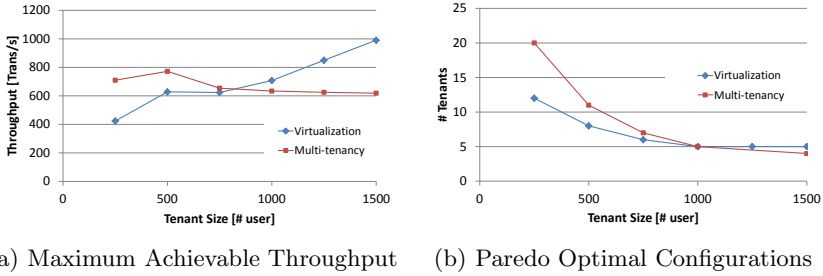 1200
1000
800
600
400
200
0
Throughput [Trans/s]
Virtualization
Multi-tenancy
0
500
1000
1500
Tenant Size [# user]
25
20
15
10
5
0
# Tenants
Virtualization
Multi-tenancy
0
500
1000
1500
Tenant Size [# user]
a) Maximum Achievable Throughput
(b) Paredo Optimal Configurations